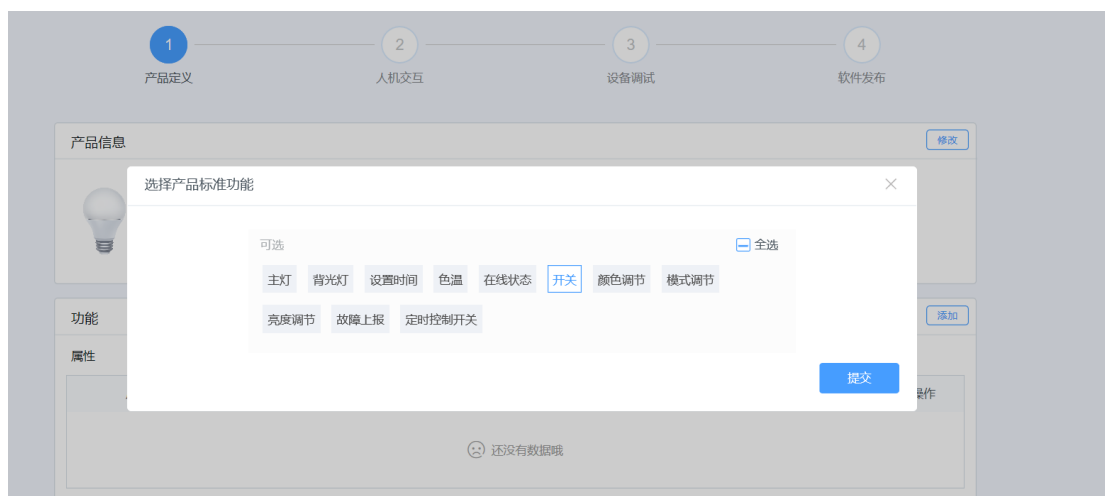 1 2 3 4
产品定义 人机交互 设备调试 软件发布
产品信息 修改
选择产品标准功能
可选 全选
主灯 背光灯 设置时间 色温 在线状态 开关 颜色调节 模式调节
亮度调节 故障上报 定时控制开关
功能 添加
属性
提交
操作
还没有数据哦